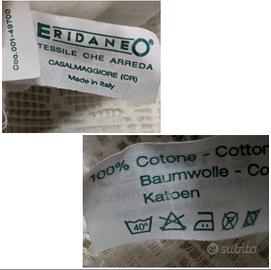 Cod.001-49700
ERIDANEO
TESSILE CHE ARREDA
CASALMAGGIORE (CR)
Made in Italy
100% Cotone - Cotton
Baumwolle - Co
Katoen
40°
subito